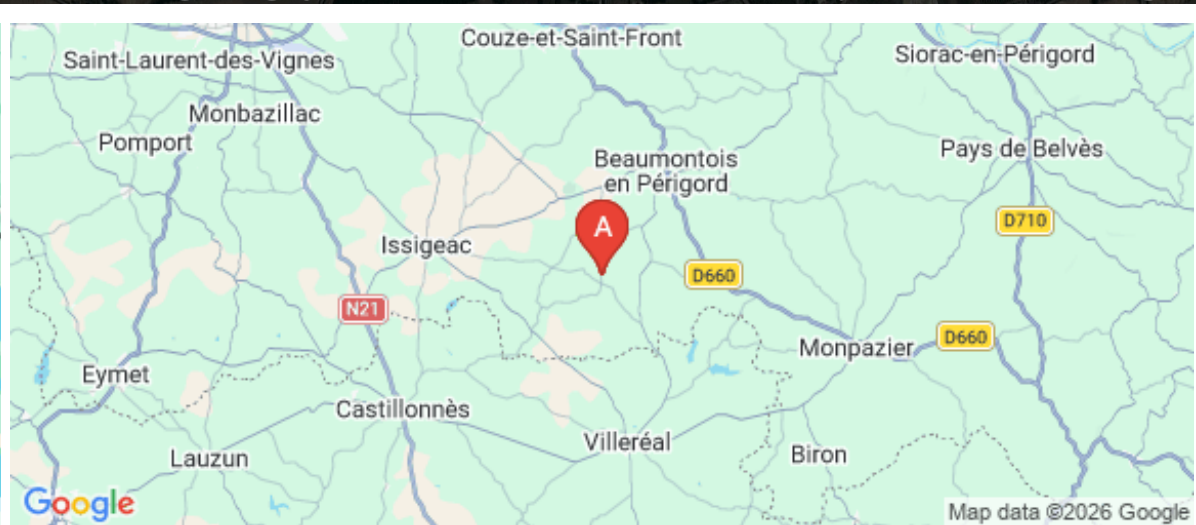 Couze-et-Saint-Front
Saint-Laurent-des-Vignes
Siorac-en-Périgord
Monbazillac
Pomport
Beaumontois
en Périgord
Pays de Belvès
A
D710
Issigeac
D660
N21
D660
Monpazier
Eymet
Castillonnès
Villeréal
Biron
Lauzun
Google
Map data ©2026 Google